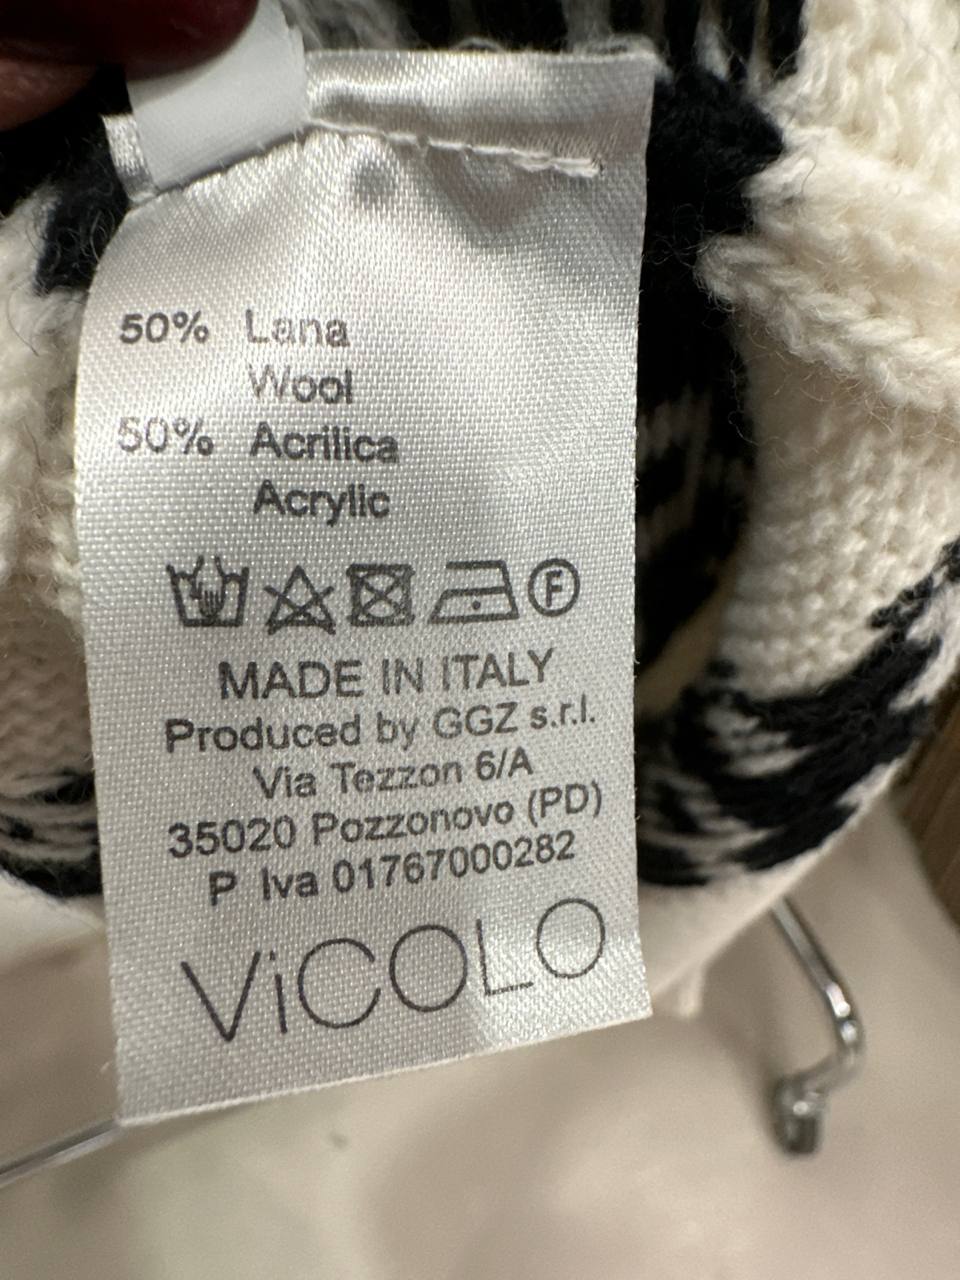 50% Lana
Wool
50% Acrilica
Acrylic
F
MADE IN ITALY
Produced by GGZ s.r.l.
Via Tezzon 6/A
35020 Pozzonovo (PD)
P Iva 01767000282
ViCOLO